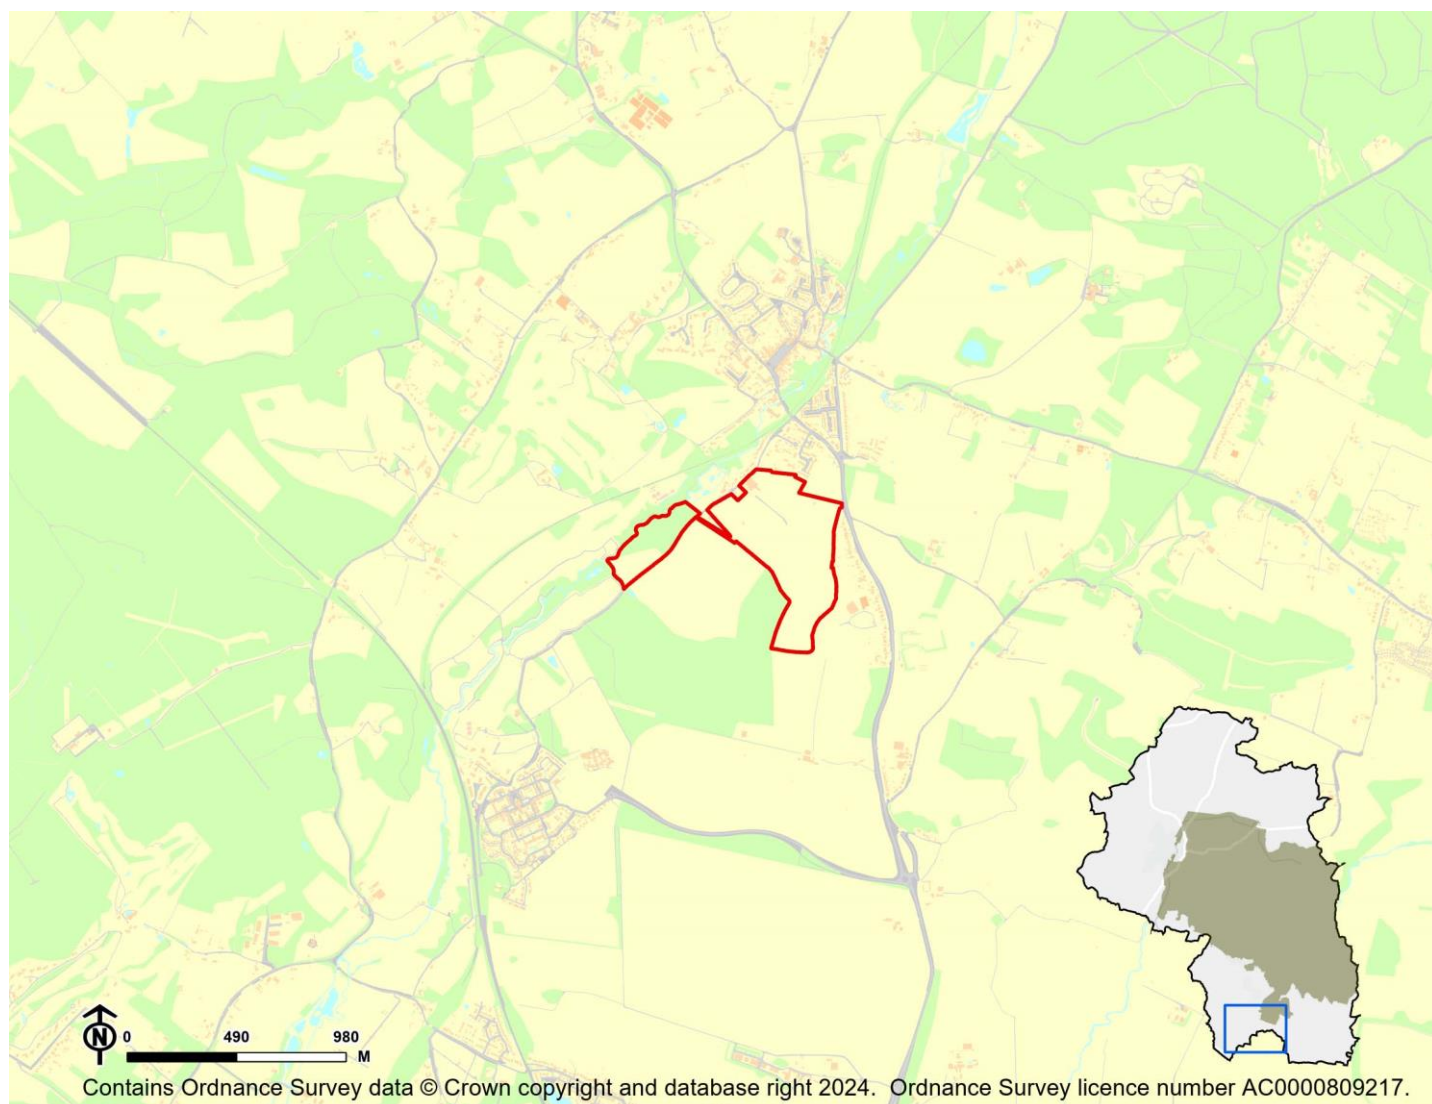 N
0 490 980
M
Contains Ordnance Survey data © Crown copyright and database right 2024. Ordnance Survey licence number AC0000809217.